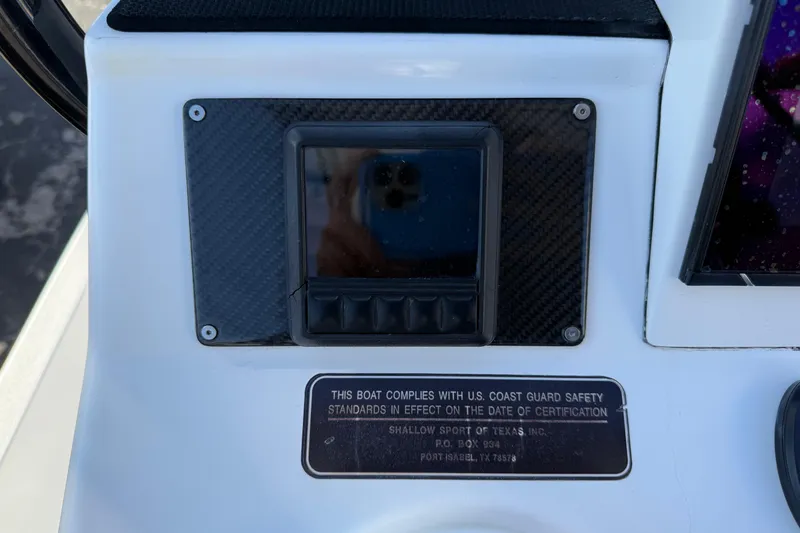 THIS BOAT COMPLIES WITH U.S. COAST GUARD SAFETY
STANDARDS IN EFFECT ON THE DATE OF CERTIFICATION
SHALLOW SPORT OF TEXAS, INC.
P.O. BOX 934
PORT ISABEL, TX 78578